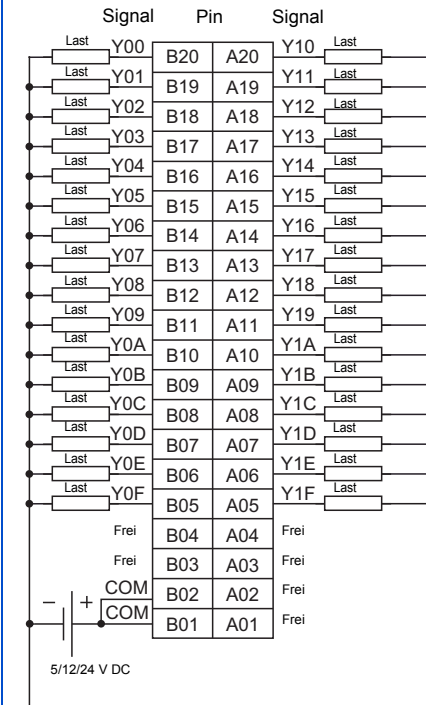 Signal Pin Signal
Last Y00 B20 A20 Y10 Last
Last Y01 B19 A19 Y11 Last
Last Y02 B18 A18 Y12 Last
Last Y03 B17 A17 Y13 Last
Last Y04 B16 A16 Y14 Last
Last Y05 B15 A15 Y15 Last
Last Y06 B14 A14 Y16 Last
Last Y07 B13 A13 Y17 Last
Last Y08 B12 A12 Y18 Last
Last Y09 B11 A11 Y19 Last
Last Y0A B10 A10 Y1A Last
Last Y0B B09 A09 Y1B Last
Last Y0C B08 A08 Y1C Last
Last Y0D B07 A07 Y1D Last
Last Y0E B06 A06 Y1E Last
Last Y0F B05 A05 Y1F Last
Frei B04 A04 Frei
Frei B03 A03 Frei
COM B02 A02 Frei
– + COM B01 A01 Frei
5/12/24 V DC